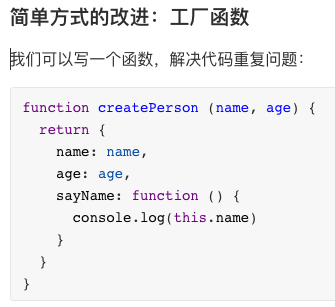 简单方式的改进：工厂函数
我们可以写一个函数，解决代码重复问题：
function createPerson (name, age) {
  return {
    name: name,
    age: age,
    sayName: function () {
      console.log(this.name)
    }
  }
}